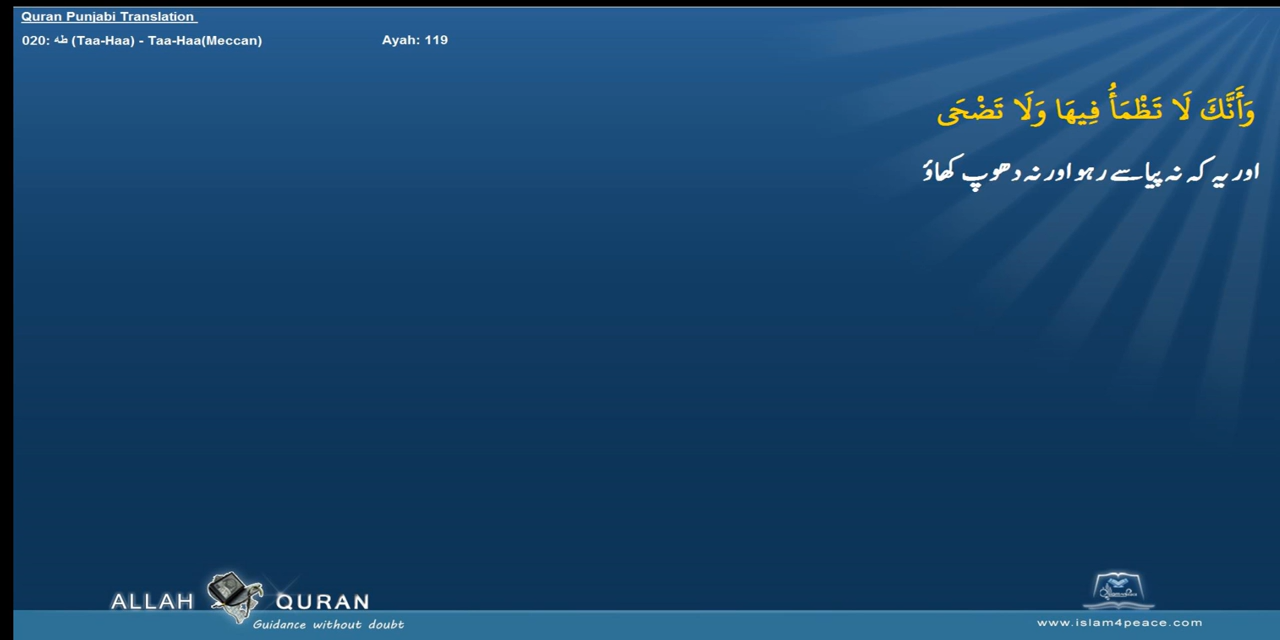 Quran Punjabi Translation
020: طه (Taa-Haa) - Taa-Haa(Meccan) Ayah: 119
وَأَنَّكَ لَا تَظْمَأُ فِيهَا وَلَا تَضْحَى
اور یہ کہ نہ پیاسے رہو اور نہ دھوپ کھاؤ
ALLAH QURAN
Guidance without doubt
www.islam4peace.com